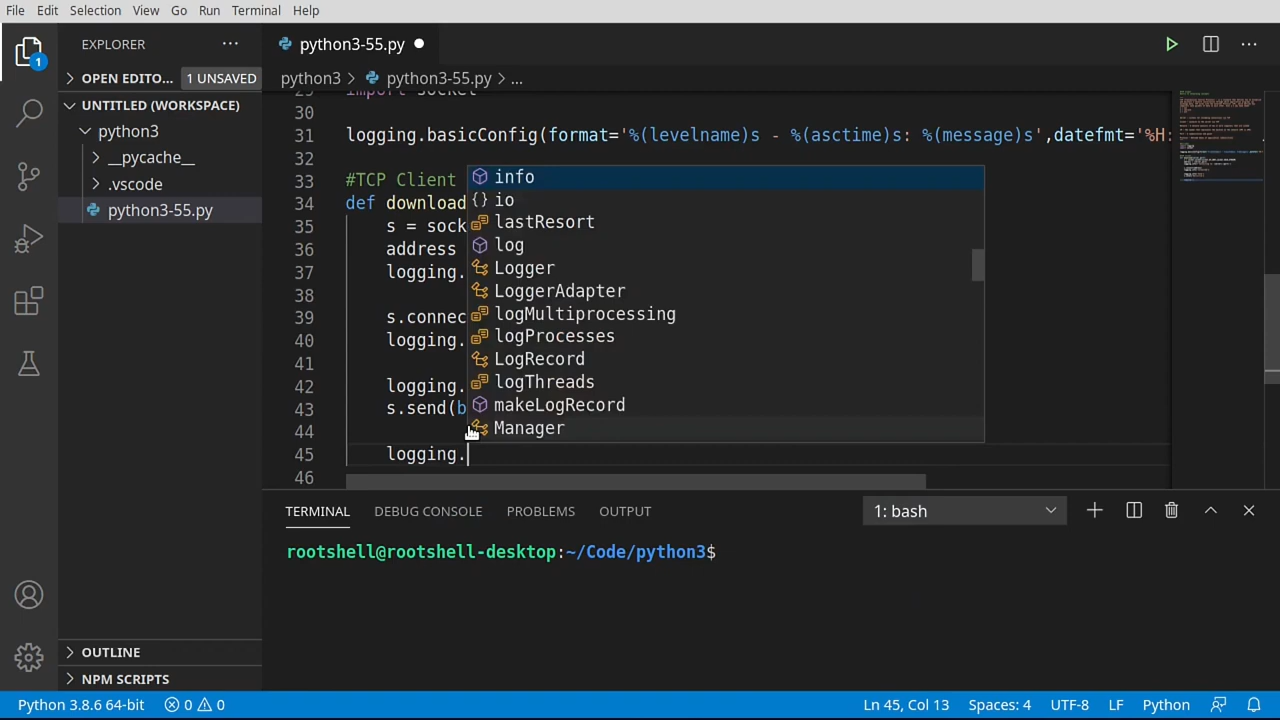 File Edit Selection View Go Run Terminal Help
EXPLORER
1
python3-55.py
OPEN EDITO... 1 UNSAVED
python3 python3-55.py ...
UNTITLED (WORKSPACE)
python3
__pycache__
.vscode
python3-55.py
29 import socket
30
31 logging.basicConfig(format='%(levelname)s - %(asctime)s: %(message)s',datefmt='%H:
32
33 #TCP Client
34 def download
35 s = sock
36 address
37 logging.
38
39 s.connec
40 logging.
41
42 logging.
43 s.send(b
44
45 logging.
46
info
io
lastResort
log
Logger
LoggerAdapter
logMultiprocessing
logProcesses
LogRecord
logThreads
makeLogRecord
Manager
TERMINAL DEBUG CONSOLE PROBLEMS OUTPUT 1: bash
rootshell@rootshell-desktop:~/Code/python3$
OUTLINE
NPM SCRIPTS
Python 3.8.6 64-bit 0 0 Ln 45, Col 13 Spaces: 4 UTF-8 LF Python